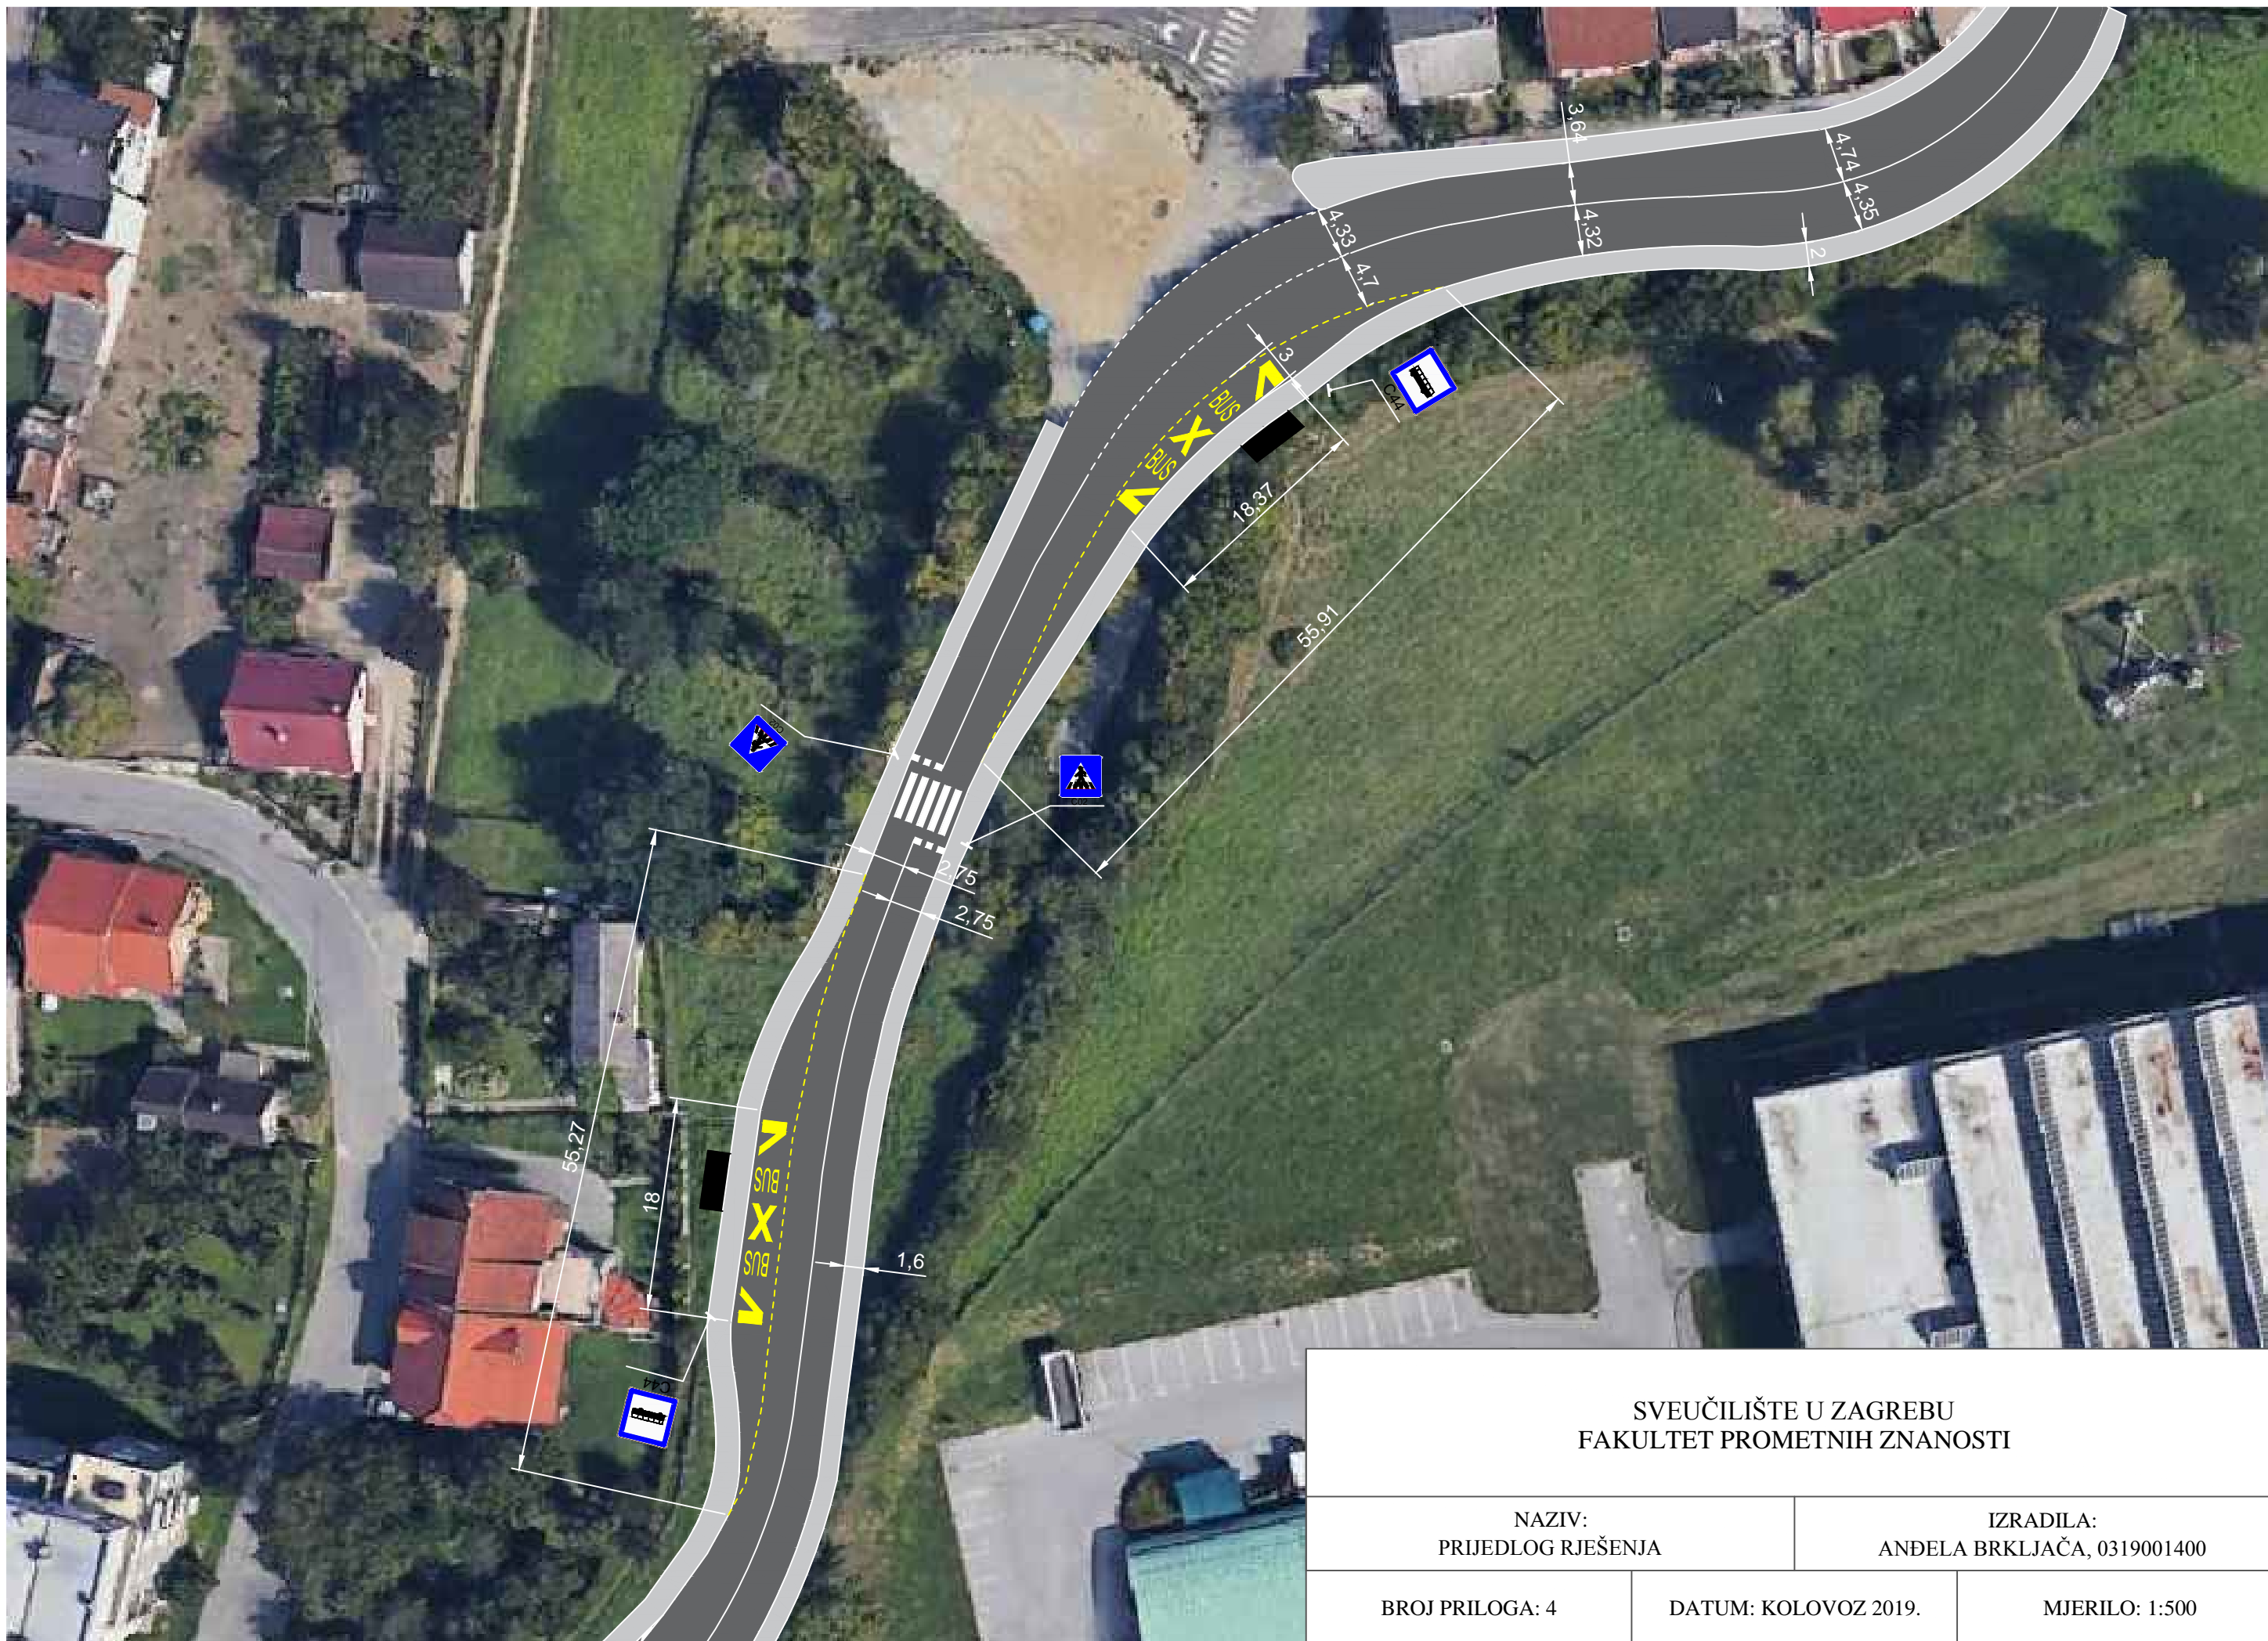 3,64
4,74
4,35
4,33
4,32
2
4,7
3
C44
BUS
X
BUS
18,37
55,91
C02
C02
2,75
2,75
55,27
18
BUS
X
BUS
1,6
C44
SVEUČILIŠTE U ZAGREBU
FAKULTET PROMETNIH ZNANOSTI
NAZIV:
PRIJEDLOG RJEŠENJA
IZRADILA:
ANĐELA BRKLJAČA, 0319001400
BROJ PRILOGA: 4
DATUM: KOLOVOZ 2019.
MJERILO: 1:500